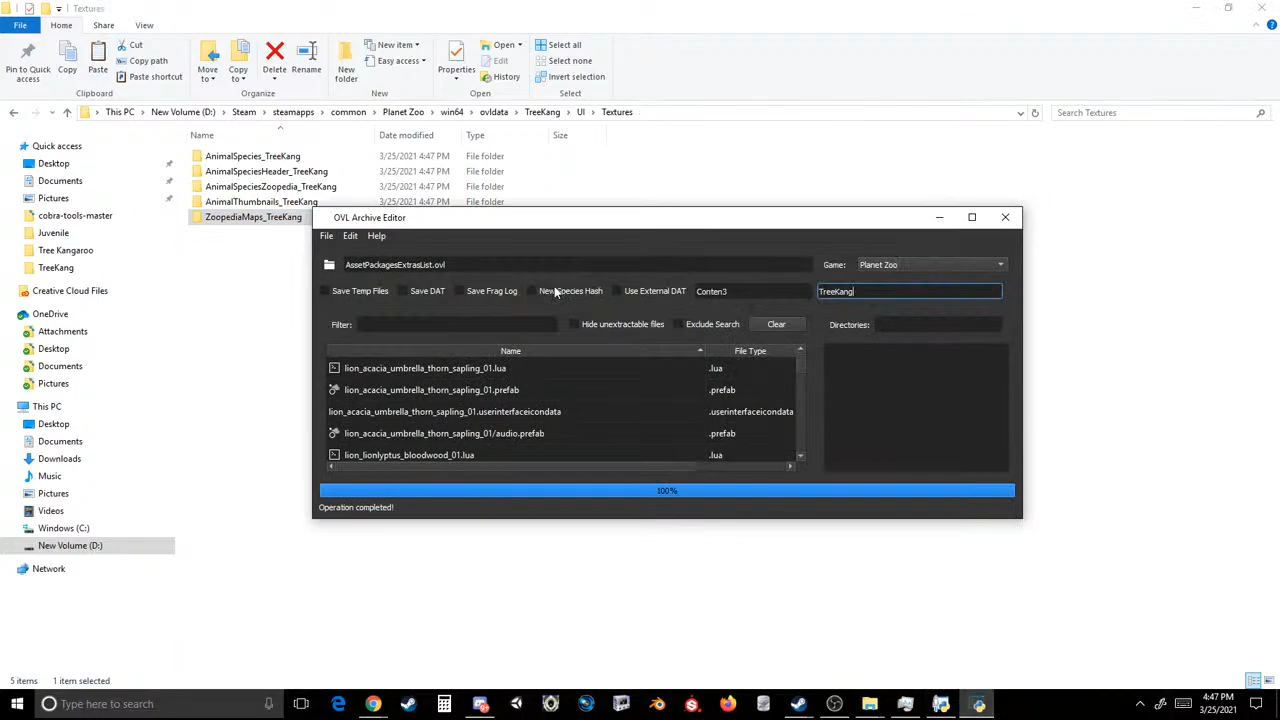 Textures
File Home Share View
Pin to Quick access
Copy
Paste
Cut
Copy path
Paste shortcut
Clipboard
Move to
Copy to
Delete
Rename
Organize
New folder
New item
Easy access
New
Properties
Open
Edit
History
Open
Select all
Select none
Invert selection
Select
This PC New Volume (D:) Steam steamapps common Planet Zoo win64 ovldata TreeKang UI Textures
Search Textures
Name Date modified Type Size
Quick access
Desktop
Documents
Pictures
cobra-tools-master
Juvenile
Tree Kangaroo
TreeKang
Creative Cloud Files
OneDrive
Attachments
Desktop
Documents
Pictures
This PC
Desktop
Documents
Downloads
Music
Pictures
Videos
Windows (C:)
New Volume (D:)
Network
AnimalSpecies_TreeKang 3/25/2021 4:47 PM File folder
AnimalSpeciesHeader_TreeKang 3/25/2021 4:47 PM File folder
AnimalSpeciesZoopedia_TreeKang 3/25/2021 4:47 PM File folder
AnimalThumbnails_TreeKang 3/25/2021 4:47 PM File folder
ZoopediaMaps_TreeKang
OVL Archive Editor
File Edit Help
AssetPackagesExtrasList.ovl Game: Planet Zoo
Save Temp Files Save DAT Save Frag Log New Species Hash Use External DAT Conten3 TreeKang
Filter: Hide unextractable files Exclude Search Clear Directories:
Name File Type
lion_acacia_umbrella_thorn_sapling_01.lua .lua
lion_acacia_umbrella_thorn_sapling_01.prefab .prefab
lion_acacia_umbrella_thorn_sapling_01.userinterfaceicondata .userinterfaceicondata
lion_acacia_umbrella_thorn_sapling_01/audio.prefab .prefab
lion_lionlyptus_bloodwood_01.lua .lua
100%
Operation completed!
5 items 1 item selected
Type here to search
4:47 PM
3/25/2021